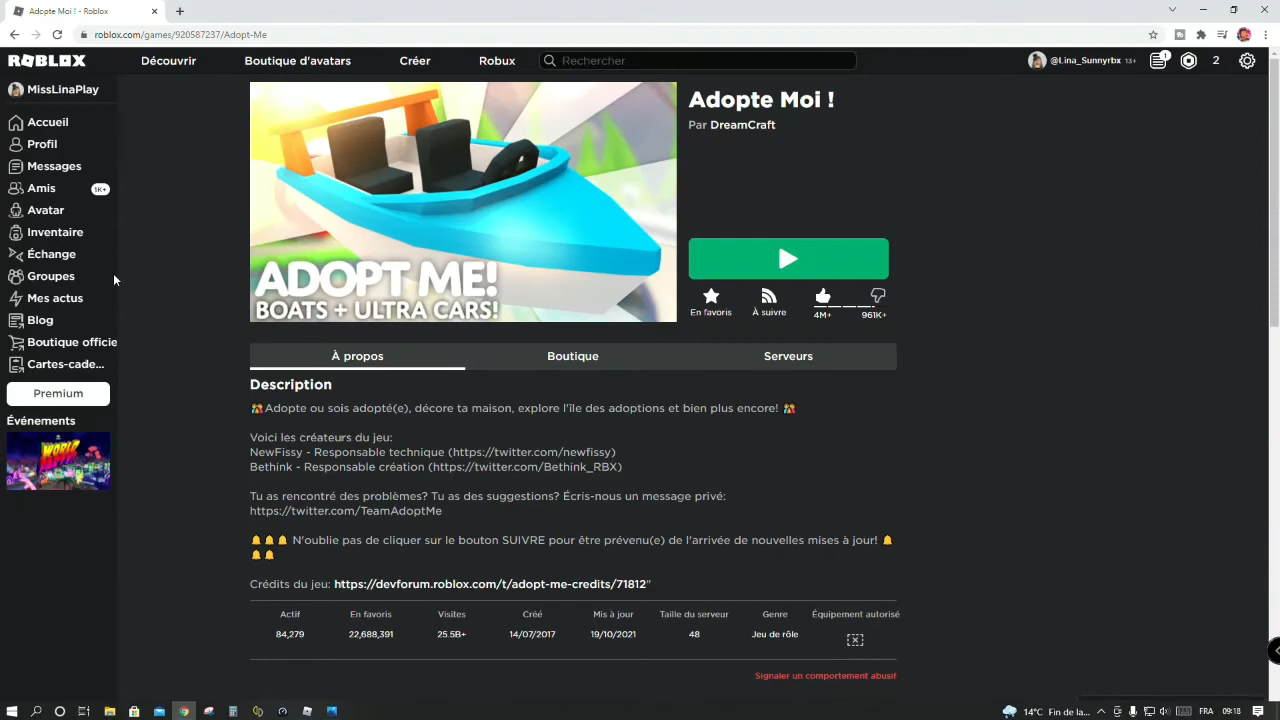 Adopte Moi ! - Roblox
roblox.com/games/920587237/Adopt-Me
ROBLOX
Découvrir
Boutique d'avatars
Créer
Robux
Rechercher
@Lina_Sunnyrbx 13+
1
2
MissLinaPlay
Accueil
Profil
Messages
Amis
1K+
Avatar
Inventaire
Échange
Groupes
Mes actus
Blog
Boutique officie
Cartes-cade...
Premium
Événements
WORLD PARTY
ADOPT ME!
BOATS + ULTRA CARS!
Adopte Moi !
Par DreamCraft
En favoris
À suivre
4M+
961K+
À propos
Boutique
Serveurs
Description
Adopte ou sois adopté(e), décore ta maison, explore l'île des adoptions et bien plus encore!
Voici les créateurs du jeu:
NewFissy - Responsable technique (https://twitter.com/newfissy)
Bethink - Responsable création (https://twitter.com/Bethink_RBX)
Tu as rencontré des problèmes? Tu as des suggestions? Écris-nous un message privé:
https://twitter.com/TeamAdoptMe
N'oublie pas de cliquer sur le bouton SUIVRE pour être prévenu(e) de l'arrivée de nouvelles mises à jour!
Crédits du jeu: https://devforum.roblox.com/t/adopt-me-credits/71812"
Actif
En favoris
Visites
Créé
Mis à jour
Taille du serveur
Genre
Équipement autorisé
84,279
22,688,391
25.5B+
14/07/2017
19/10/2021
48
Jeu de rôle
Signaler un comportement abusif
14°C Fin de la...
FRA
09:18